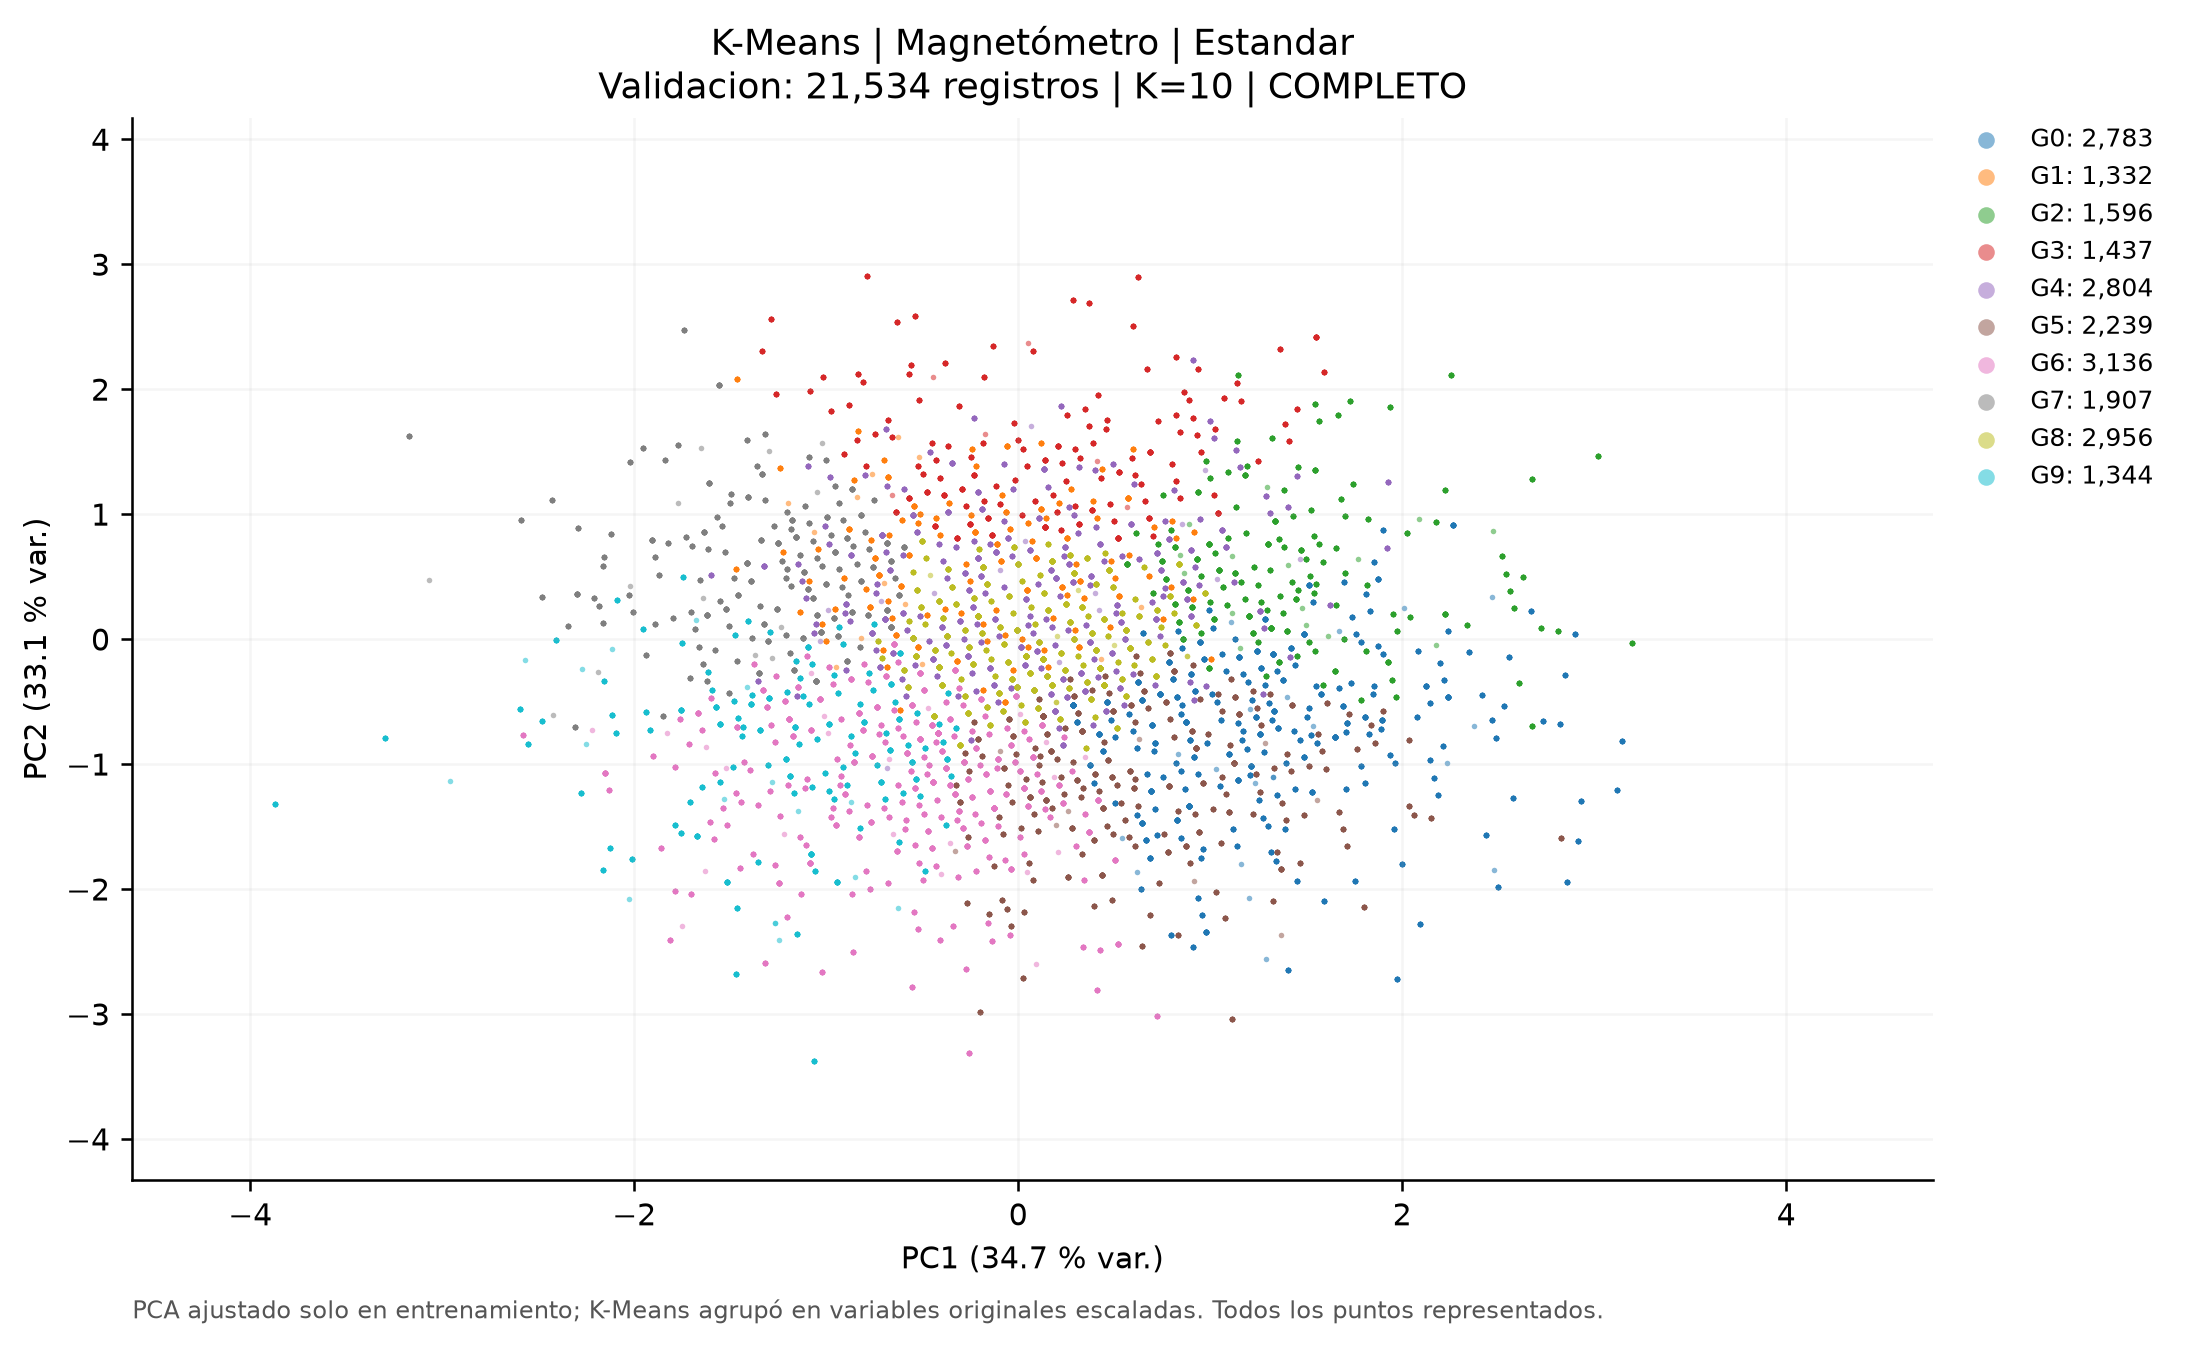 K-Means | Magnetómetro | Estandar
Validacion: 21,534 registros | K=10 | COMPLETO
4
3
2
1
0
−1
−2
−3
−4
PC2 (33.1 % var.)
−4
−2
0
2
4
PC1 (34.7 % var.)
G0: 2,783
G1: 1,332
G2: 1,596
G3: 1,437
G4: 2,804
G5: 2,239
G6: 3,136
G7: 1,907
G8: 2,956
G9: 1,344
PCA ajustado solo en entrenamiento; K-Means agrupó en variables originales escaladas. Todos los puntos representados.